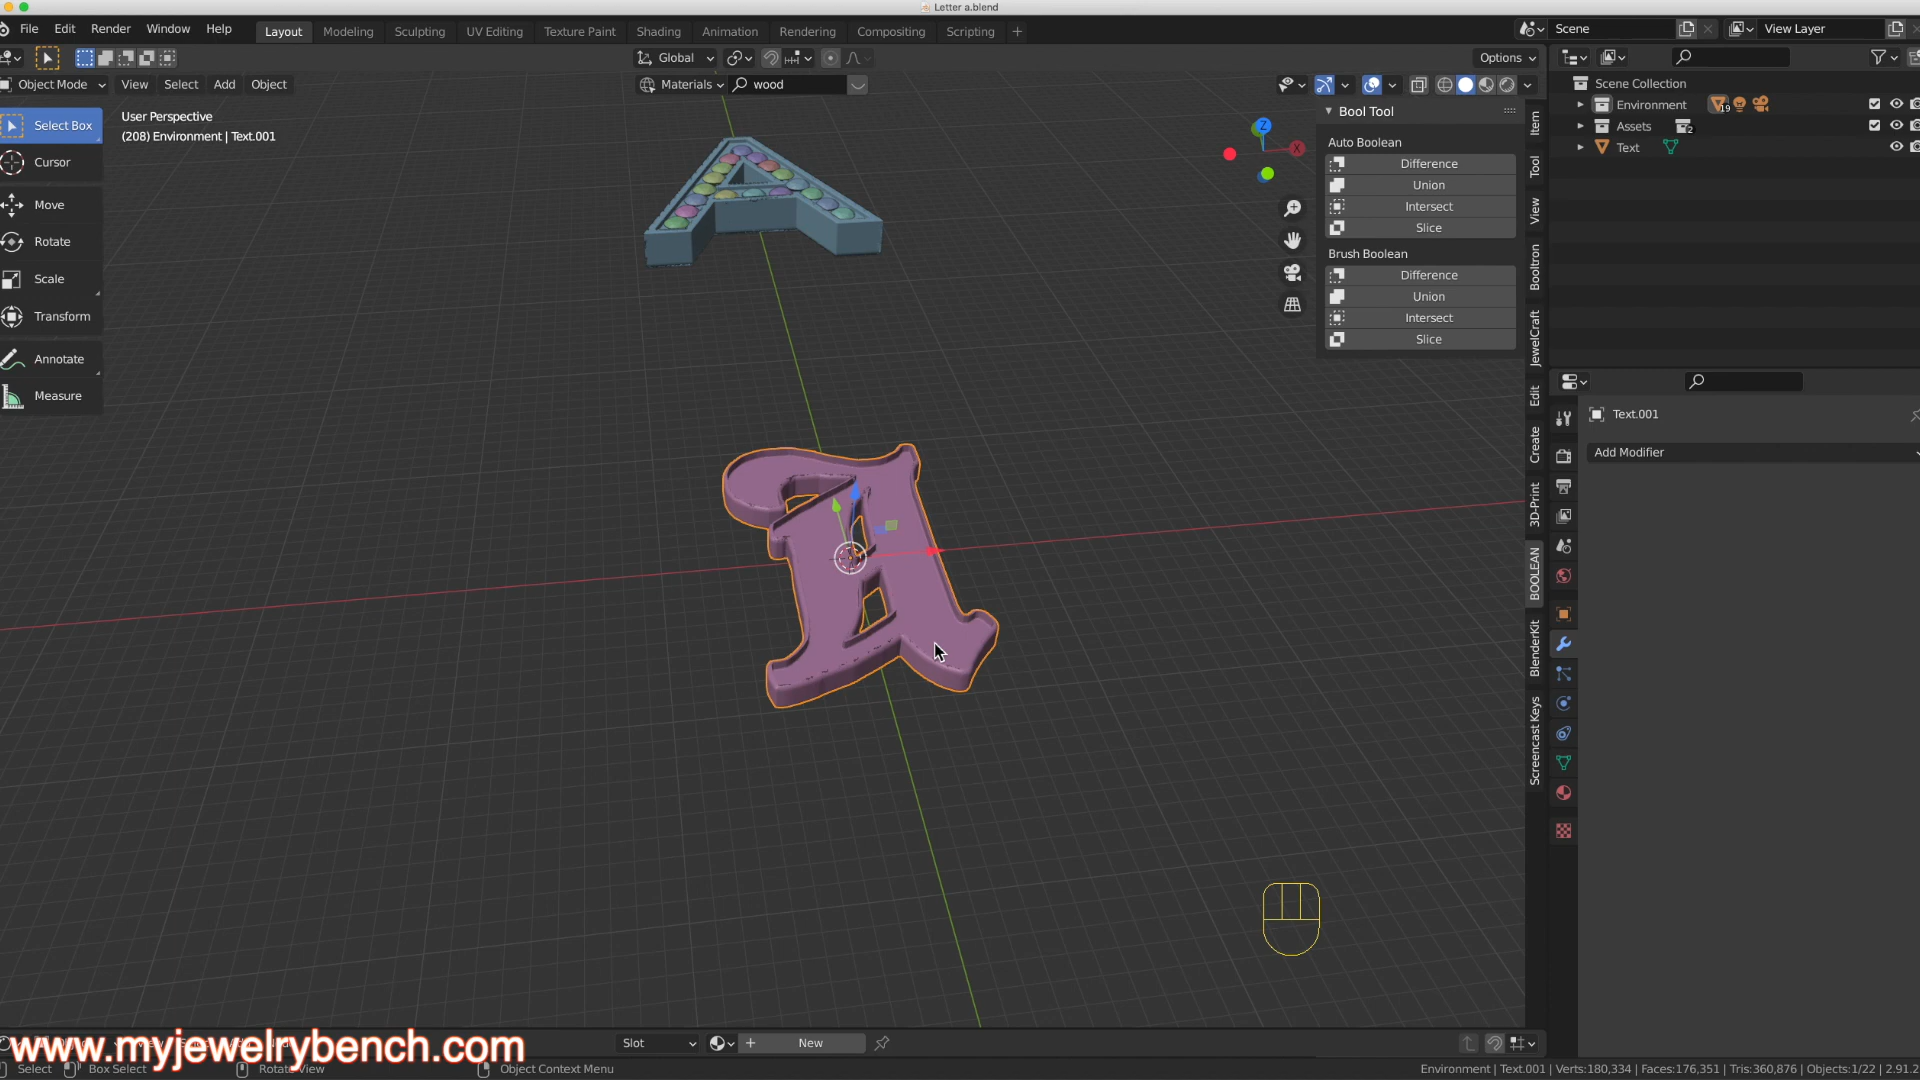 Letter a.blend
File Edit Render Window Help Layout Modeling Sculpting UV Editing Texture Paint Shading Animation Rendering Compositing Scripting + Scene View Layer
Global Options
Object Mode View Select Add Object Materials wood
User Perspective
(208) Environment | Text.001
Select Box
Cursor
Move
Rotate
Scale
Transform
Annotate
Measure
Z
X
Bool Tool
Auto Boolean
Difference
Union
Intersect
Slice
Brush Boolean
Difference
Union
Intersect
Slice
Item
Tool
View
Booltron
JewelCraft
Edit
Create
3D-Print
BOOLEAN
BlenderKit
Screencast Keys
Scene Collection
Environment 19
Assets 2
Text
Text.001
Add Modifier
Slot New
www.myjewelrybench.com
Select Box Select Rotate View Object Context Menu
Environment | Text.001 | Verts:180,334 | Faces:176,351 | Tris:360,876 | Objects:1/22 | 2.91.2